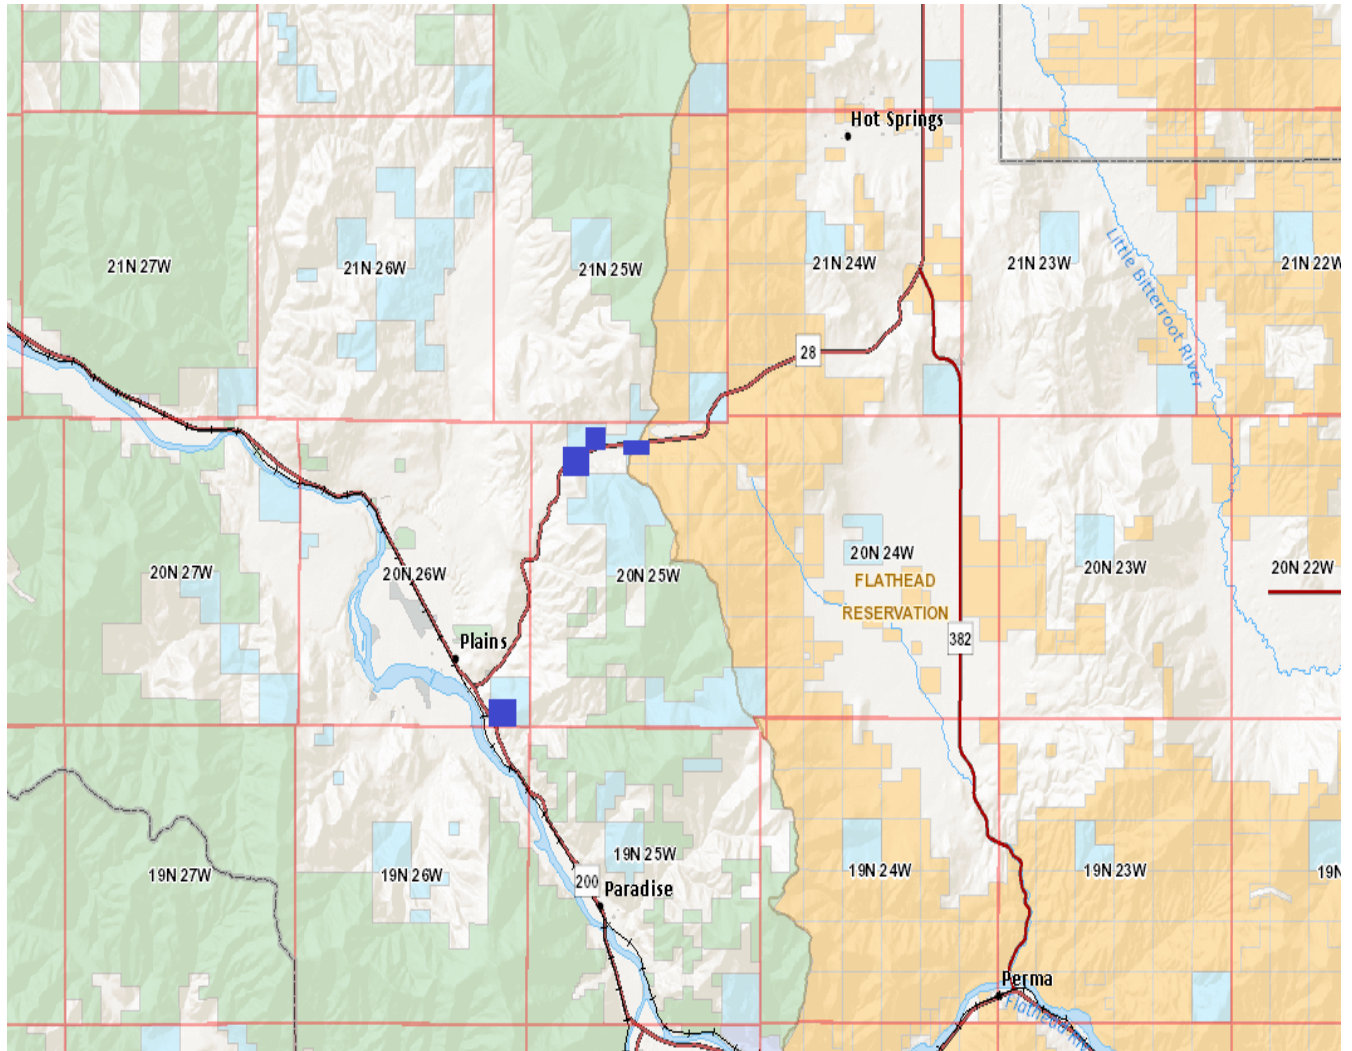 Hot Springs
21N 27W
21N 26W
21N 25W
21N 24W
21N 23W
21N 22W
Little Bitterroot River
28
20N 27W
20N 26W
20N 25W
20N 24W
20N 23W
20N 22W
FLATHEAD
RESERVATION
Plains
382
19N 27W
19N 26W
19N 25W
19N 24W
19N 23W
19N
200
Paradise
Perma
Flathead